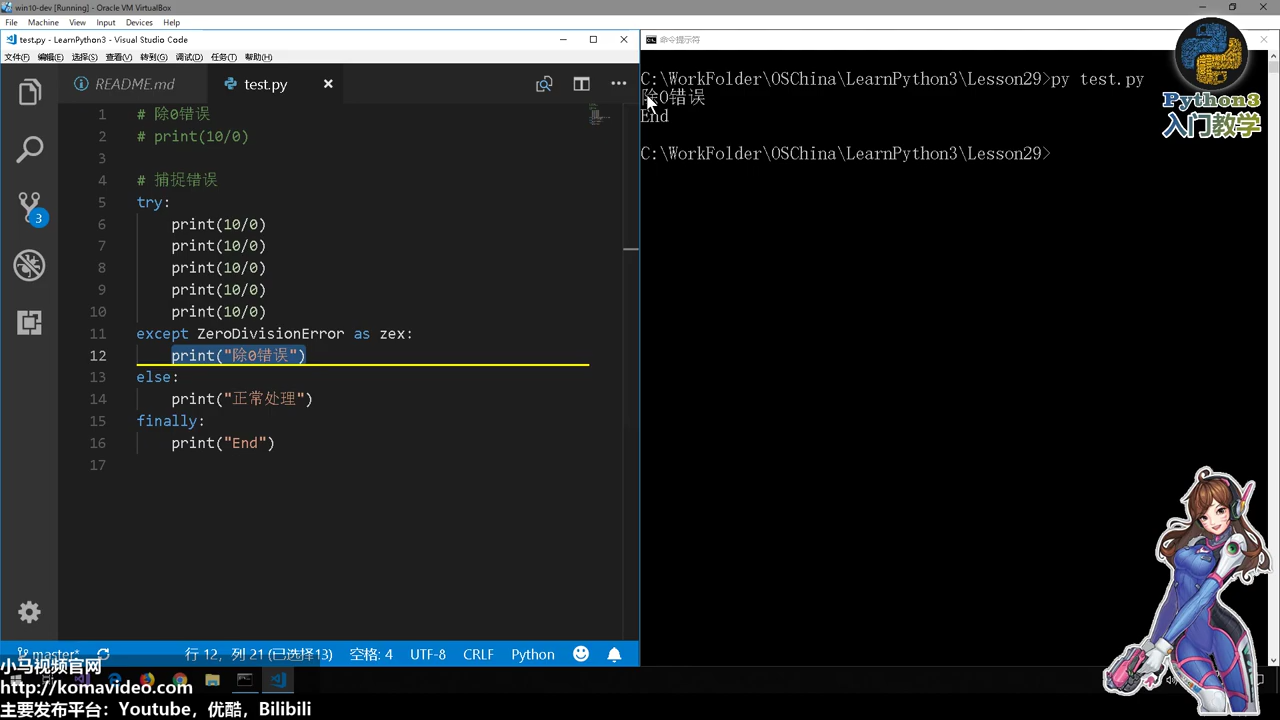 win10-dev [Running] - Oracle VM VirtualBox
File Machine View Input Devices Help
test.py - LearnPython3 - Visual Studio Code
文件(F) 编辑(E) 选择(S) 查看(V) 转到(G) 调试(D) 任务(T) 帮助(H)
README.md test.py
1 # 除0错误
2 # print(10/0)
3
4 # 捕捉错误
5 try:
6 print(10/0)
7 print(10/0)
8 print(10/0)
9 print(10/0)
10 print(10/0)
11 except ZeroDivisionError as zex:
12 print("除0错误")
13 else:
14 print("正常处理")
15 finally:
16 print("End")
17
3
master* 行 12，列 21 (已选择13) 空格: 4 UTF-8 CRLF Python
命令提示符
C:\WorkFolder\OSChina\LearnPython3\Lesson29>py test.py
除0错误
End
C:\WorkFolder\OSChina\LearnPython3\Lesson29>
Python3
入门教学
小马视频官网
http://komavideo.com
主要发布平台：Youtube，优酷，Bilibili